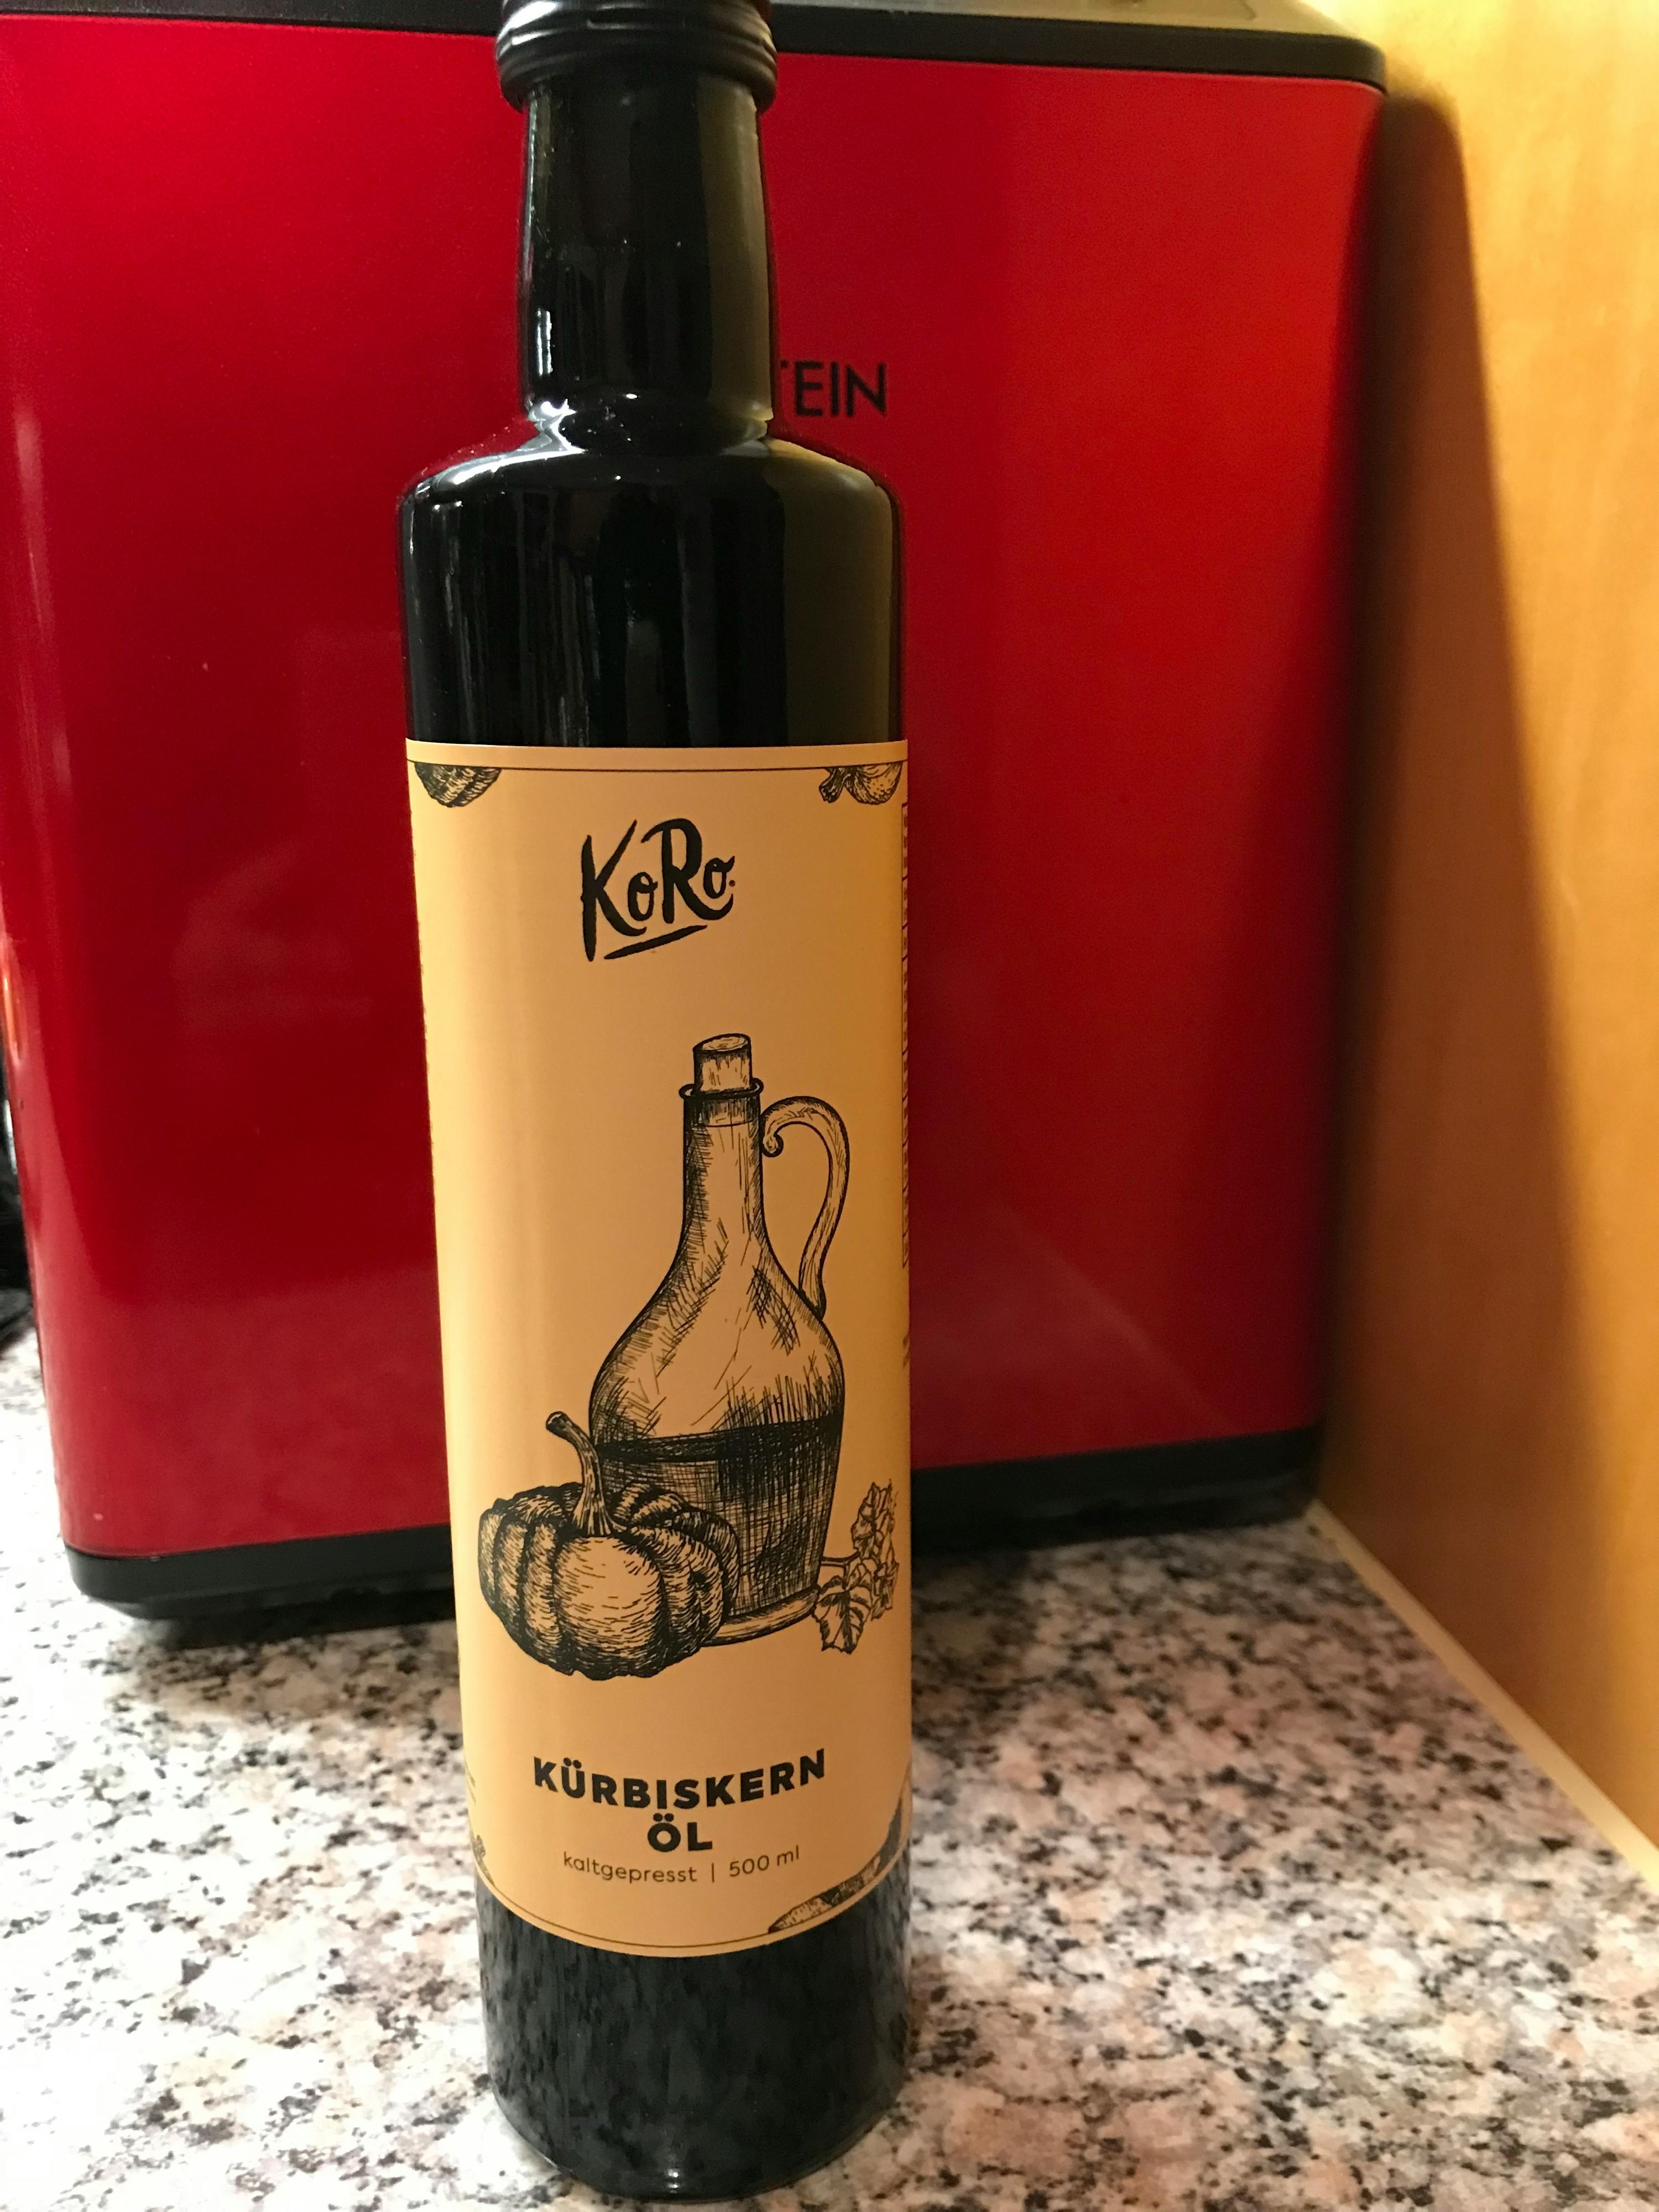 TEIN
KoRo
KÜRBISKERN
ÖL
kaltgepresst | 500 ml